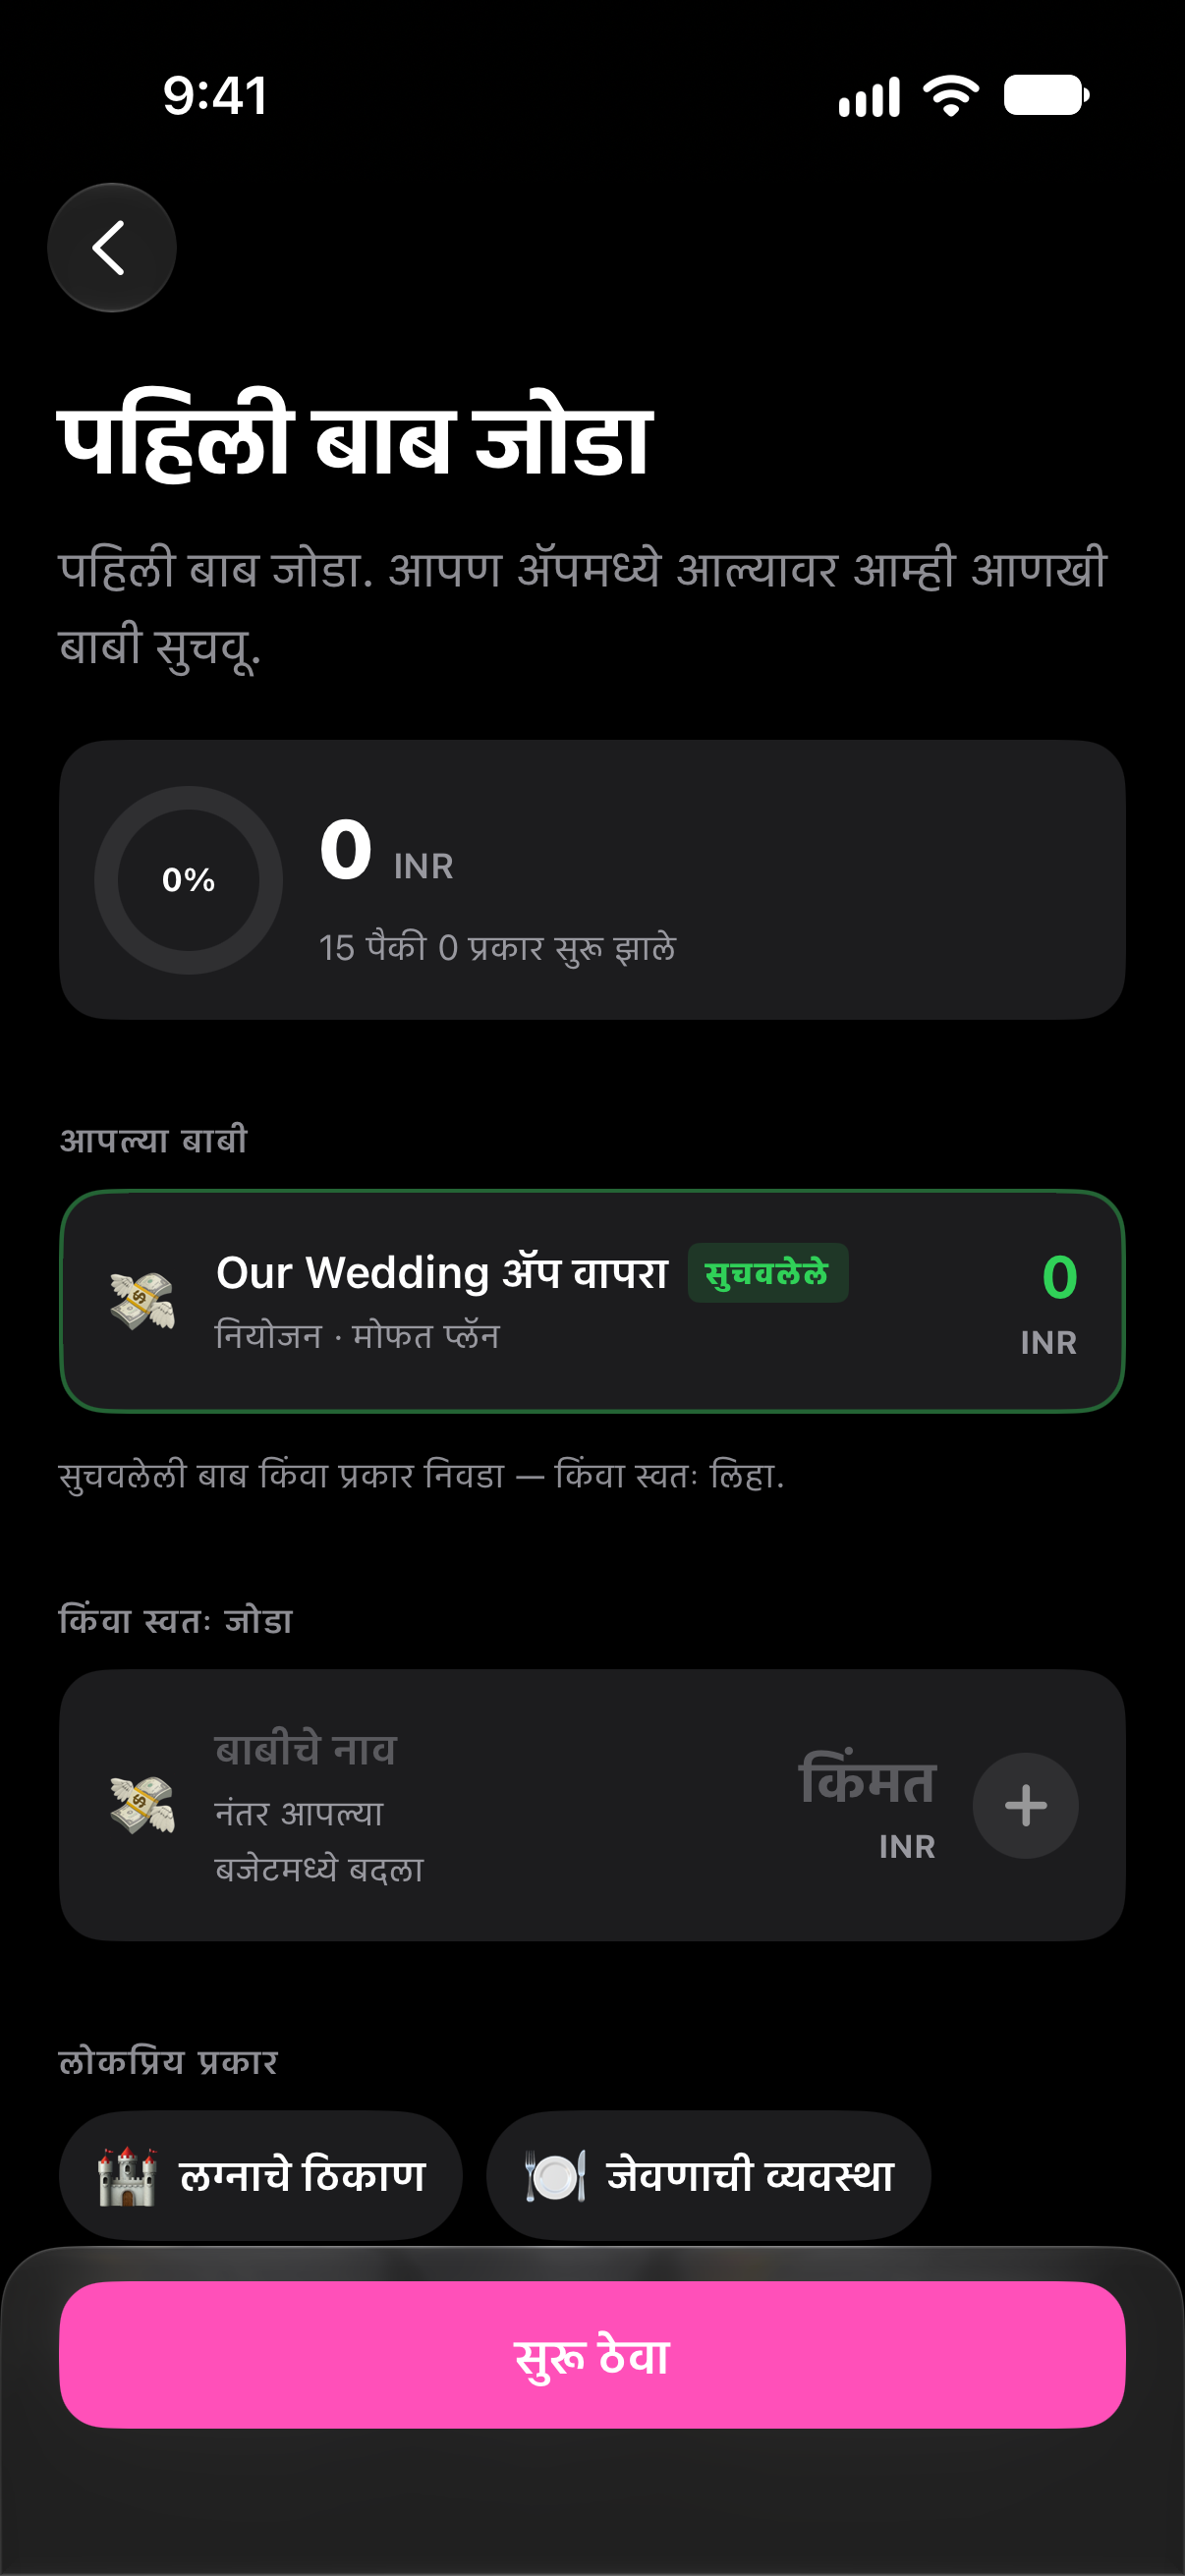 9:41
पहिली बाब जोडा
पहिली बाब जोडा. आपण ॲपमध्ये आल्यावर आम्ही आणखी
बाबी सुचवू.
0%
0 INR
15 पैकी 0 प्रकार सुरू झाले
आपल्या बाबी
Our Wedding ॲप वापरा सुचवलेले
0
नियोजन · मोफत प्लॅन
INR
सुचवलेली बाब किंवा प्रकार निवडा — किंवा स्वतः लिहा.
किंवा स्वतः जोडा
बाबीचे नाव
नंतर आपल्या
बजेटमध्ये बदला
किंमत
INR
लोकप्रिय प्रकार
लग्नाचे ठिकाण
जेवणाची व्यवस्था
सुरू ठेवा